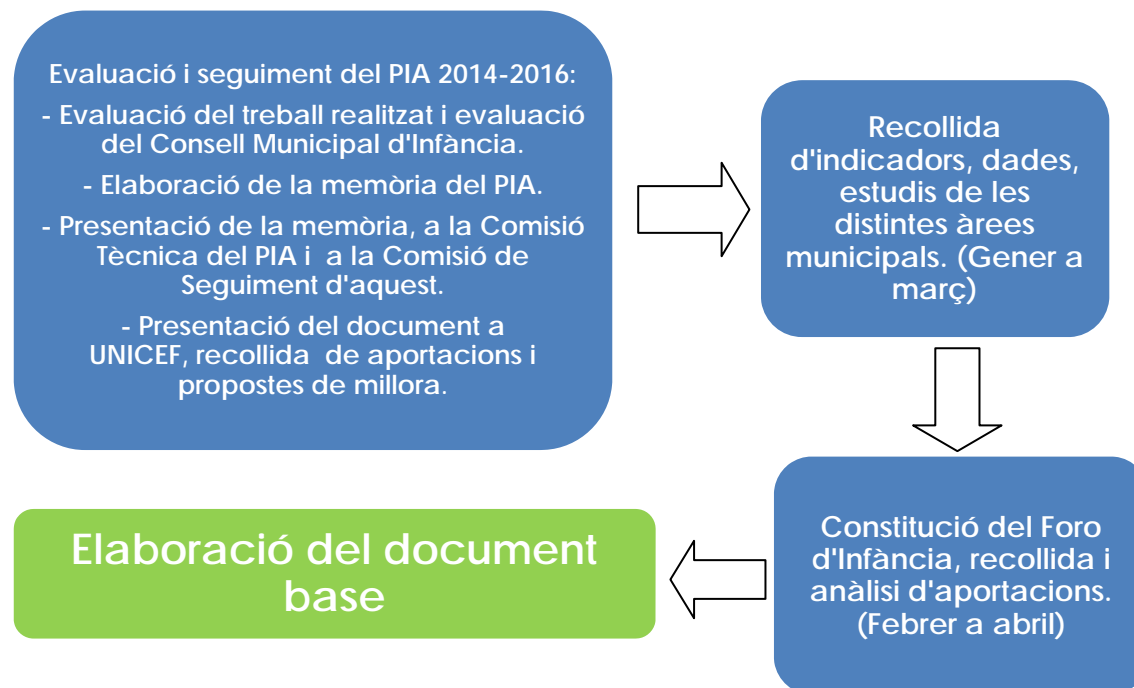 Evaluació i seguiment del PIA 2014-2016:
- Evaluació del treball realitzat i evaluació
del Consell Municipal d'Infància.
- Elaboració de la memòria del PIA.
- Presentació de la memòria, a la Comisió
Tècnica del PIA i a la Comisió de
Seguiment d'aquest.
- Presentació del document a
UNICEF, recollida de aportacions i
propostes de millora.
Recollida
d'indicadors, dades,
estudis de les
distintes àrees
municipals. (Gener a
març)
Constitució del Foro
d'Infància, recollida i
anàlisi d'aportacions.
(Febrer a abril)
Elaboració del document
base